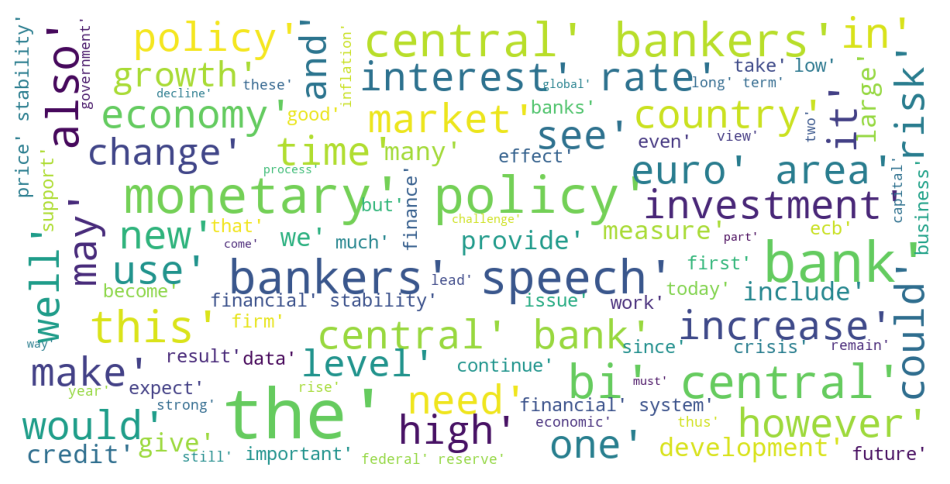 price' stability'
also'
government'
policy'
central' bankers'
in'
growth'
decline'
these'
and'
inflation'
interest' rate'
global'
long' term'
take' low'
large'
risk'
economy'
good'
market'
banks'
see'
country'
even'
view'
two'
it'
change'
time'
many'
effect'
process'
euro' area'
support'
monetary' policy'
but'
finance'
challenge'
investment'
capital'
business'
well'
may'
new'
that'
come'
we'
much'
provide'
measure'
part'
ecb'
use'
become'
bankers' speech'
lead'
first'
bank'
financial' stability'
issue'
work'
today'
include'
could'
this'
firm'
central' bank'
increase'
way'
since'
crisis'
remain'
make'
result'
data'
level'
continue'
year'
expect'
rise'
bi' central'
must'
strong'
the'
need'
financial' system'
would'
give'
high'
economic'
thus'
however'
one'
development'
credit'
still'
important'
federal' reserve'
future'